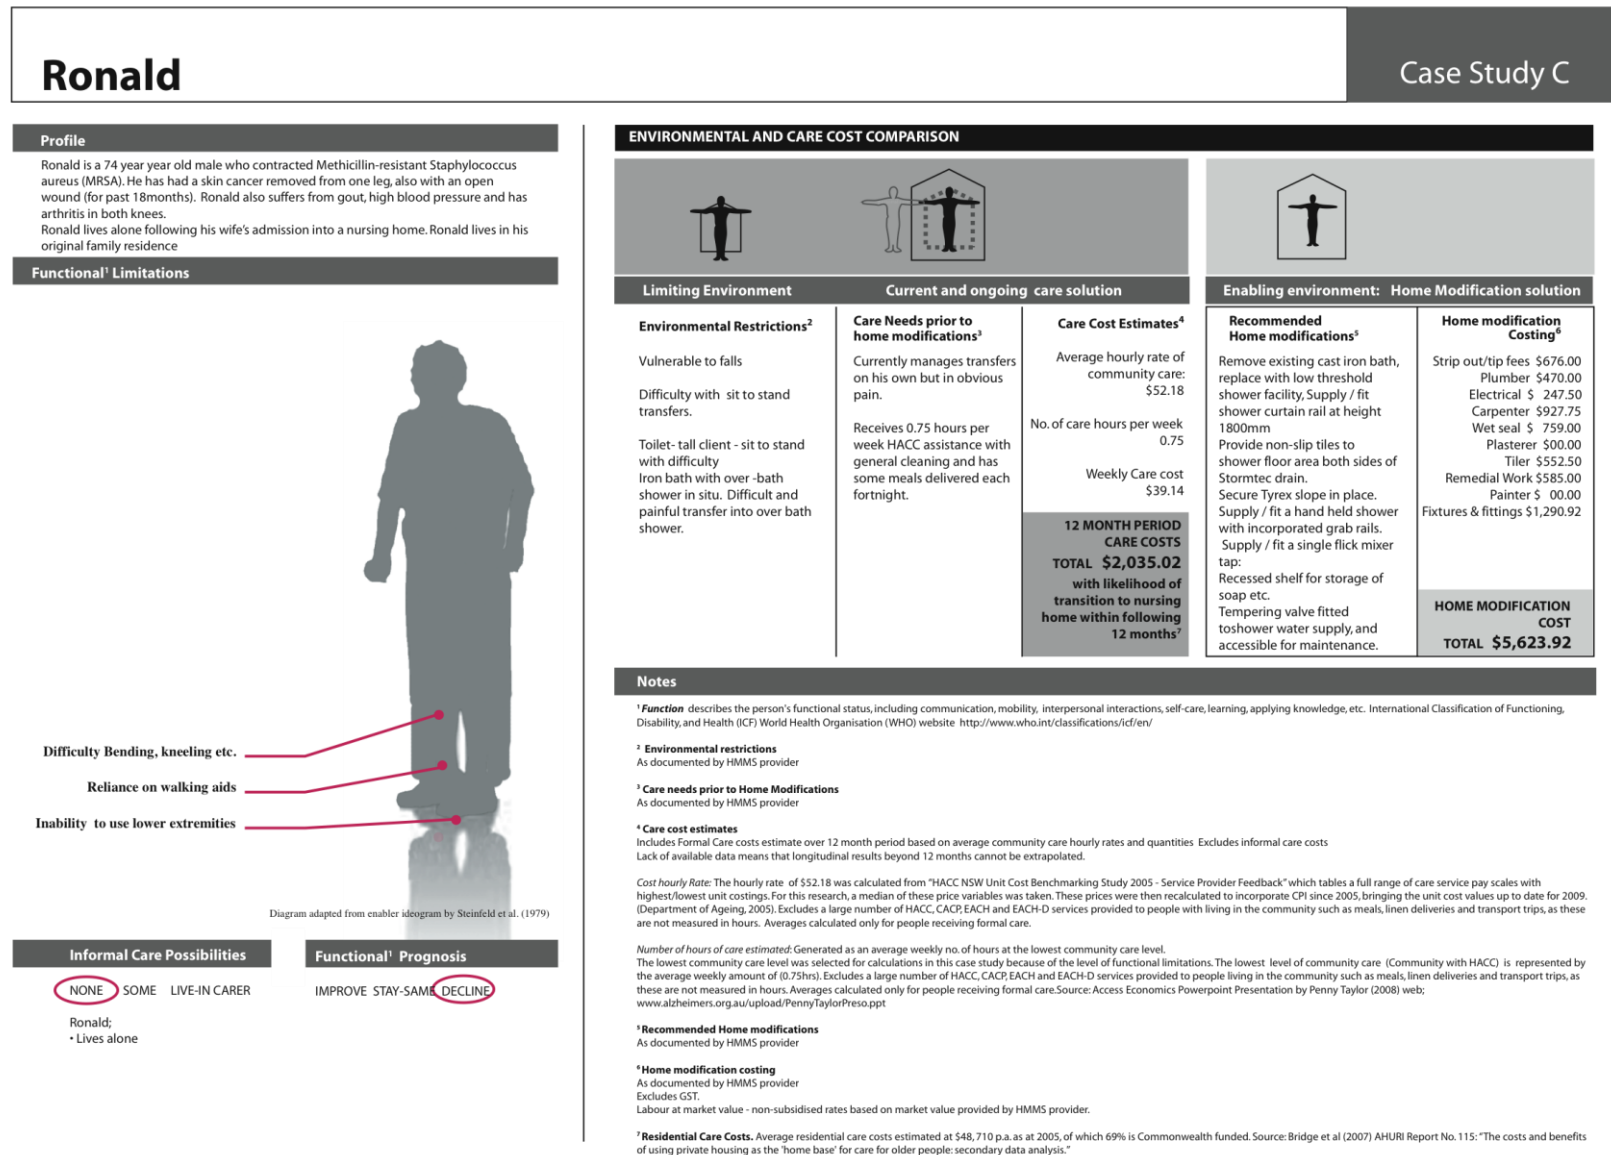 Ronald
Case Study C
Profile
Ronald is a 74 year year old male who contracted Methicillin-resistant Staphylococcus
aureus (MRSA). He has had a skin cancer removed from one leg, also with an open
wound (for past 18months). Ronald also suffers from gout, high blood pressure and has
arthritis in both knees.
Ronald lives alone following his wife's admission into a nursing home. Ronald lives in his
original family residence
Functional¹ Limitations
Difficulty Bending, kneeling etc.
Reliance on walking aids
Inability to use lower extremities
Diagram adapted from enabler ideogram by Steinfeld et al. (1979)
Informal Care Possibilities
NONE SOME LIVE-IN CARER
Ronald;
• Lives alone
Functional¹ Prognosis
IMPROVE STAY-SAME DECLINE
ENVIRONMENTAL AND CARE COST COMPARISON
Limiting Environment
Current and ongoing care solution
Environmental Restrictions²
Vulnerable to falls
Difficulty with sit to stand
transfers.
Toilet- tall client - sit to stand
with difficulty
Iron bath with over -bath
shower in situ. Difficult and
painful transfer into over bath
shower.
Care Needs prior to
home modifications³
Currently manages transfers
on his own but in obvious
pain.
Receives 0.75 hours per
week HACC assistance with
general cleaning and has
some meals delivered each
fortnight.
Care Cost Estimates⁴
Average hourly rate of
community care:
$52.18
No. of care hours per week
0.75
Weekly Care cost
$39.14
12 MONTH PERIOD
CARE COSTS
TOTAL $2,035.02
with likelihood of
transition to nursing
home within following
12 months⁷
Enabling environment: Home Modification solution
Recommended
Home modifications⁵
Remove existing cast iron bath,
replace with low threshold
shower facility, Supply / fit
shower curtain rail at height
1800mm
Provide non-slip tiles to
shower floor area both sides of
Stormtec drain.
Secure Tyrex slope in place.
Supply / fit a hand held shower
with incorporated grab rails.
Supply / fit a single flick mixer
tap:
Recessed shelf for storage of
soap etc.
Tempering valve fitted
toshower water supply, and
accessible for maintenance.
Home modification
Costing⁶
Strip out/tip fees $676.00
Plumber $470.00
Electrical $ 247.50
Carpenter $927.75
Wet seal $ 759.00
Plasterer $00.00
Tiler $552.50
Remedial Work $585.00
Painter $ 00.00
Fixtures & fittings $1,290.92
HOME MODIFICATION
COST
TOTAL $5,623.92
Notes
¹ Function describes the person's functional status, including communication, mobility, interpersonal interactions, self-care, learning, applying knowledge, etc. International Classification of Functioning,
Disability, and Health (ICF) World Health Organisation (WHO) website http://www.who.int/classifications/icf/en/
² Environmental restrictions
As documented by HMMS provider
³ Care needs prior to Home Modifications
As documented by HMMS provider
⁴ Care cost estimates
Includes Formal Care costs estimate over 12 month period based on average community care hourly rates and quantities Excludes informal care costs
Lack of available data means that longitudinal results beyond 12 months cannot be extrapolated.
Cost hourly Rate: The hourly rate of $52.18 was calculated from "HACC NSW Unit Cost Benchmarking Study 2005 - Service Provider Feedback" which tables a full range of care service pay scales with
highest/lowest unit costings. For this research, a median of these price variables was taken. These prices were then recalculated to incorporate CPI since 2005, bringing the unit cost values up to date for 2009.
(Department of Ageing, 2005). Excludes a large number of HACC, CACP, EACH and EACH-D services provided to people with living in the community such as meals, linen deliveries and transport trips, as these
are not measured in hours. Averages calculated only for people receiving formal care.
Number of hours of care estimated: Generated as an average weekly no. of hours at the lowest community care level.
The lowest community care level was selected for calculations in this case study because of the level of functional limitations. The lowest level of community care (Community with HACC) is represented by
the average weekly amount of (0.75hrs). Excludes a large number of HACC, CACP, EACH and EACH-D services provided to people living in the community such as meals, linen deliveries and transport trips, as
these are not measured in hours. Averages calculated only for people receiving formal care.Source: Access Economics Powerpoint Presentation by Penny Taylor (2008) web;
www.alzheimers.org.au/upload/PennyTaylorPreso.ppt
⁵ Recommended Home modifications
As documented by HMMS provider
⁶ Home modification costing
As documented by HMMS provider
Excludes GST.
Labour at market value - non-subsidised rates based on market value provided by HMMS provider.
⁷ Residential Care Costs. Average residential care costs estimated at $48, 710 p.a. as at 2005, of which 69% is Commonwealth funded. Source: Bridge et al (2007) AHURI Report No. 115: "The costs and benefits
of using private housing as the 'home base' for care for older people: secondary data analysis."